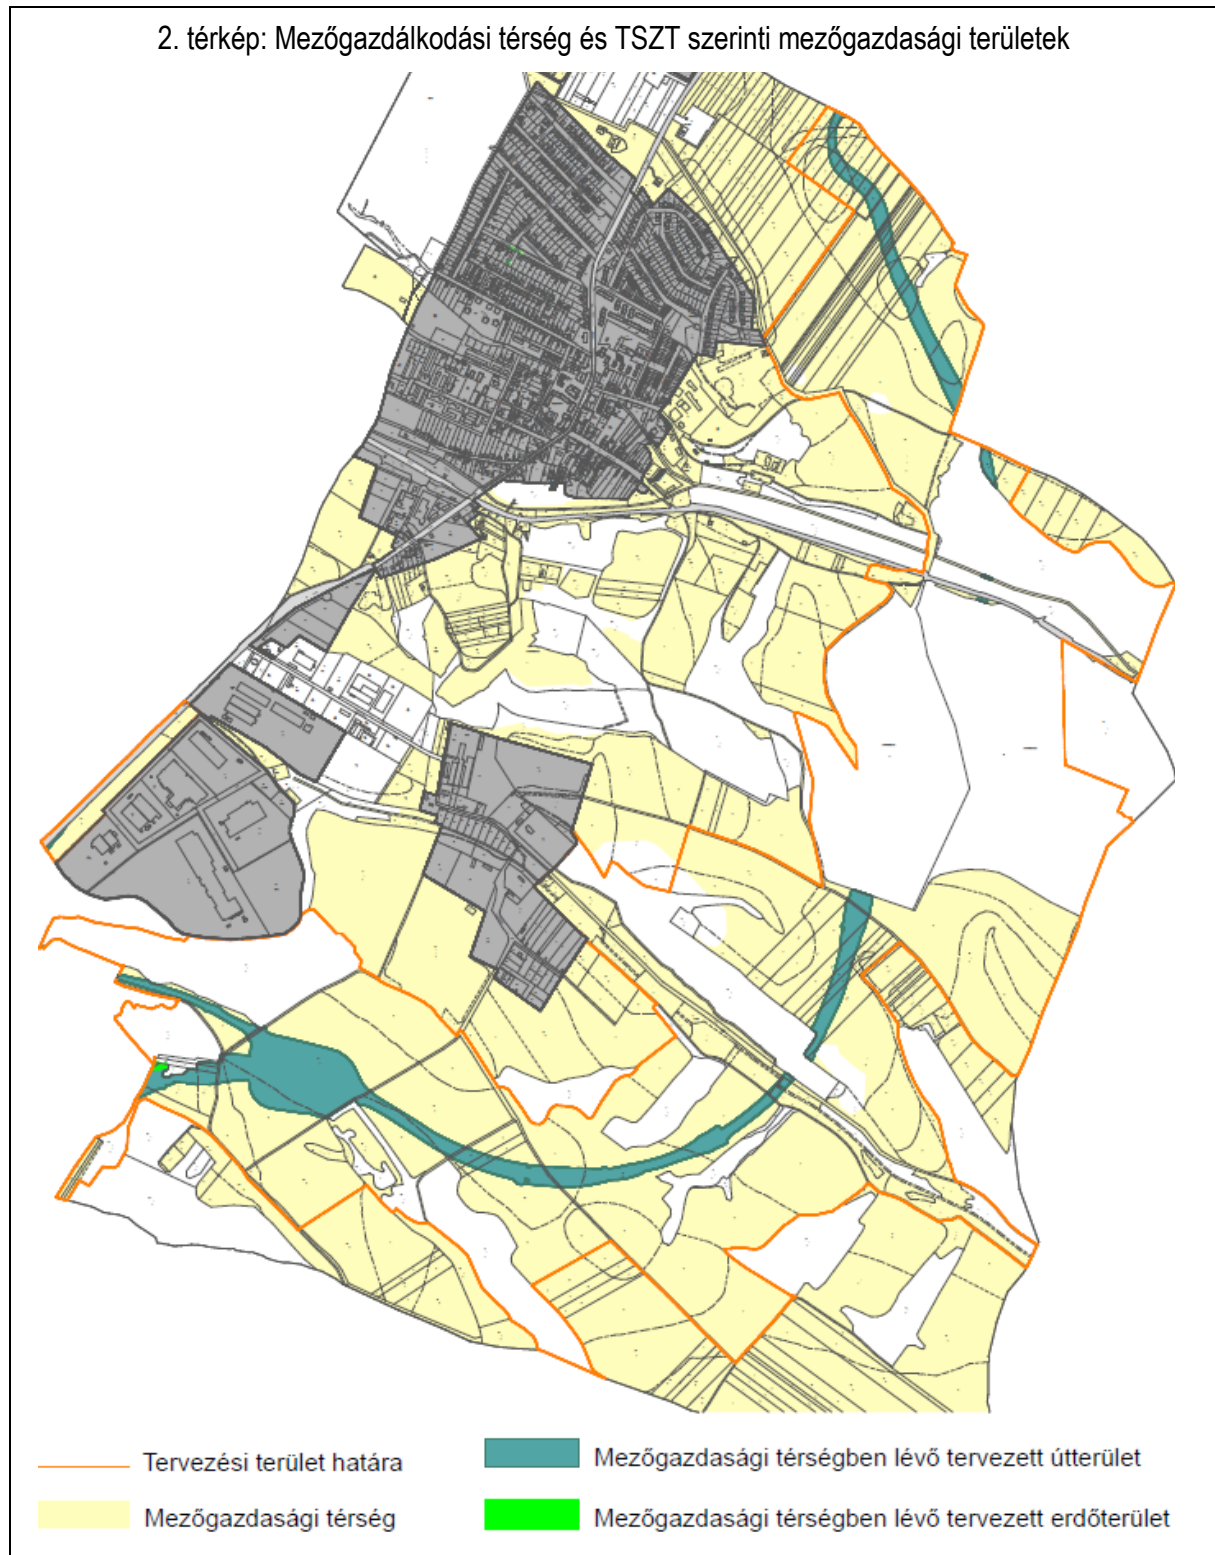 2. térkép: Mezőgazdálkodási térség és TSZT szerinti mezőgazdasági területek
Tervezési terület határa
Mezőgazdasági térség
Mezőgazdasági térségben lévő tervezett útterület
Mezőgazdasági térségben lévő tervezett erdőterület